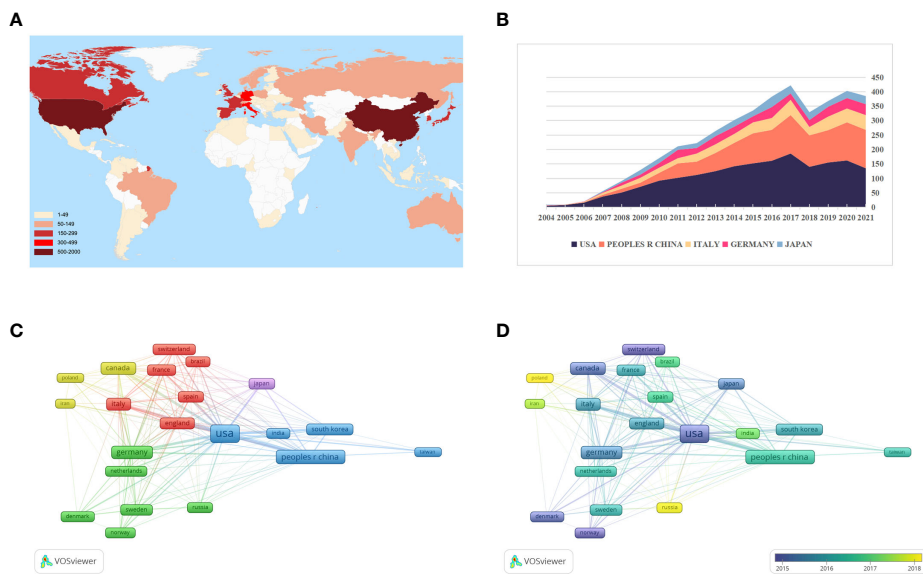 A
1-49
50-149
150-299
300-499
500-2000
B
450
400
350
300
250
200
150
100
50
0
2004 2005 2006 2007 2008 2009 2010 2011 2012 2013 2014 2015 2016 2017 2018 2019 2020 2021
USA PEOPLES R CHINA ITALY GERMANY JAPAN
C
switzerland
brazil
canada
france
poland
japan
iran
spain
italy
england
usa
india
south korea
germany
peoples r china
taiwan
netherlands
russia
sweden
denmark
norway
VOSviewer
D
switzerland
brazil
canada
france
poland
japan
iran
spain
italy
england
usa
india
south korea
germany
peoples r china
taiwan
netherlands
russia
sweden
denmark
norway
VOSviewer
2015 2016 2017 2018